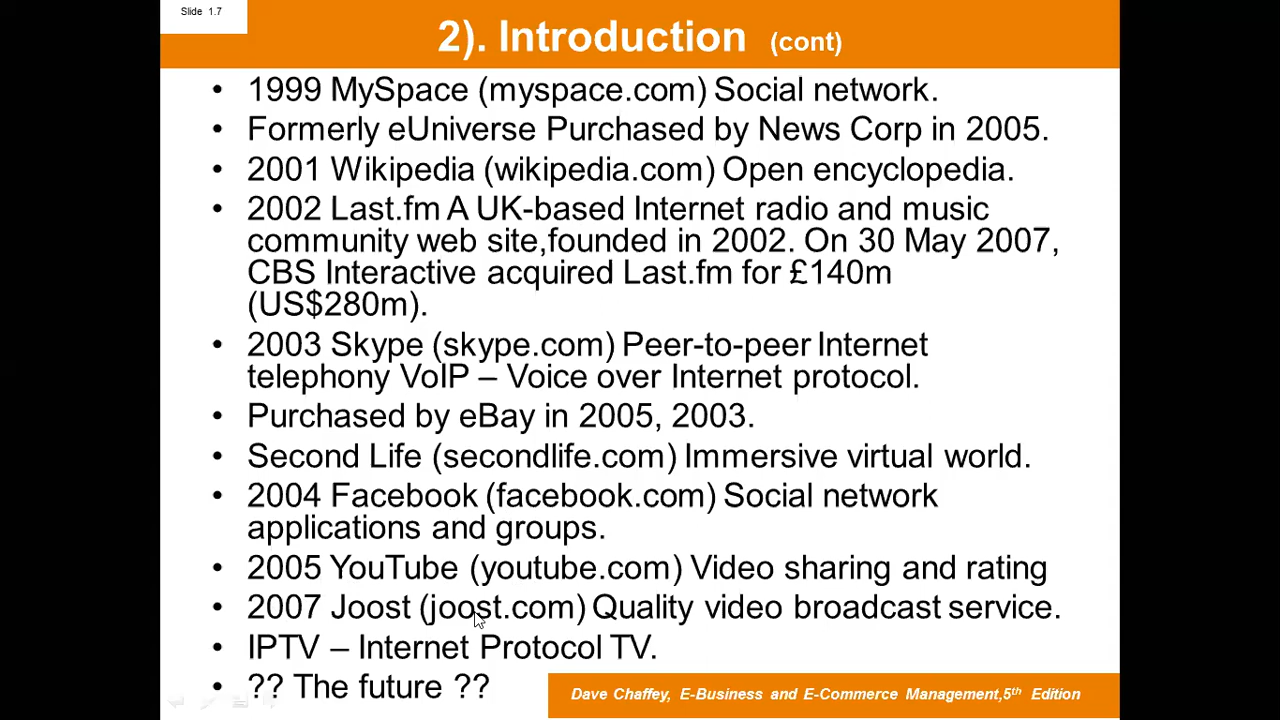 Slide 1.7
2). Introduction (cont)
• 1999 MySpace (myspace.com) Social network.
• Formerly eUniverse Purchased by News Corp in 2005.
• 2001 Wikipedia (wikipedia.com) Open encyclopedia.
• 2002 Last.fm A UK-based Internet radio and music
community web site,founded in 2002. On 30 May 2007,
CBS Interactive acquired Last.fm for £140m
(US$280m).
• 2003 Skype (skype.com) Peer-to-peer Internet
telephony VoIP – Voice over Internet protocol.
• Purchased by eBay in 2005, 2003.
• Second Life (secondlife.com) Immersive virtual world.
• 2004 Facebook (facebook.com) Social network
applications and groups.
• 2005 YouTube (youtube.com) Video sharing and rating
• 2007 Joost (joost.com) Quality video broadcast service.
• IPTV – Internet Protocol TV.
• ?? The future ??
Dave Chaffey, E-Business and E-Commerce Management,5th Edition